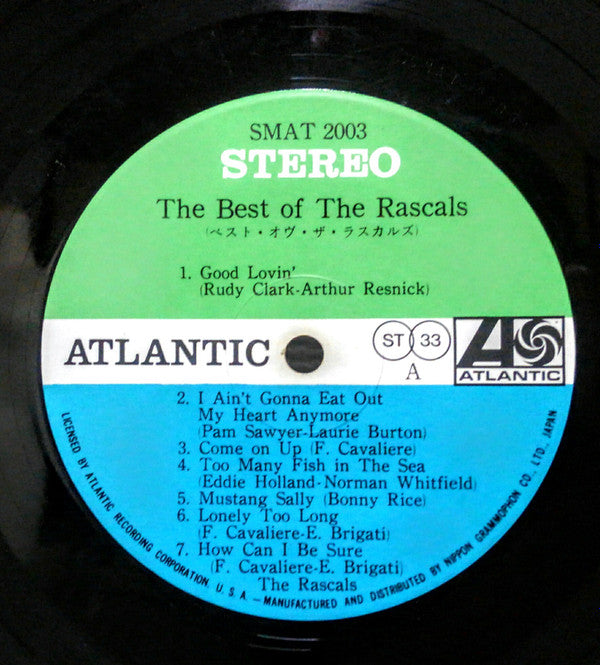 SMAT 2003
STEREO
The Best of The Rascals
(ベスト・オヴ・ザ・ラスカルズ)
1. Good Lovin'
(Rudy Clark-Arthur Resnick)
ATLANTIC
ST 33
A
ATLANTIC
2. I Ain't Gonna Eat Out
My Heart Anymore
(Pam Sawyer-Laurie Burton)
3. Come on Up (F. Cavaliere)
4. Too Many Fish in The Sea
(Eddie Holland-Norman Whitfield)
5. Mustang Sally (Bonny Rice)
6. Lonely Too Long
(F. Cavaliere-E. Brigati)
7. How Can I Be Sure
(F. Cavaliere-E. Brigati)
The Rascals
LICENSED BY ATLANTIC RECORDING CORPORATION, U.S.A. — MANUFACTURED AND DISTRIBUTED BY NIPPON GRAMMOPHON CO., LTD., JAPAN